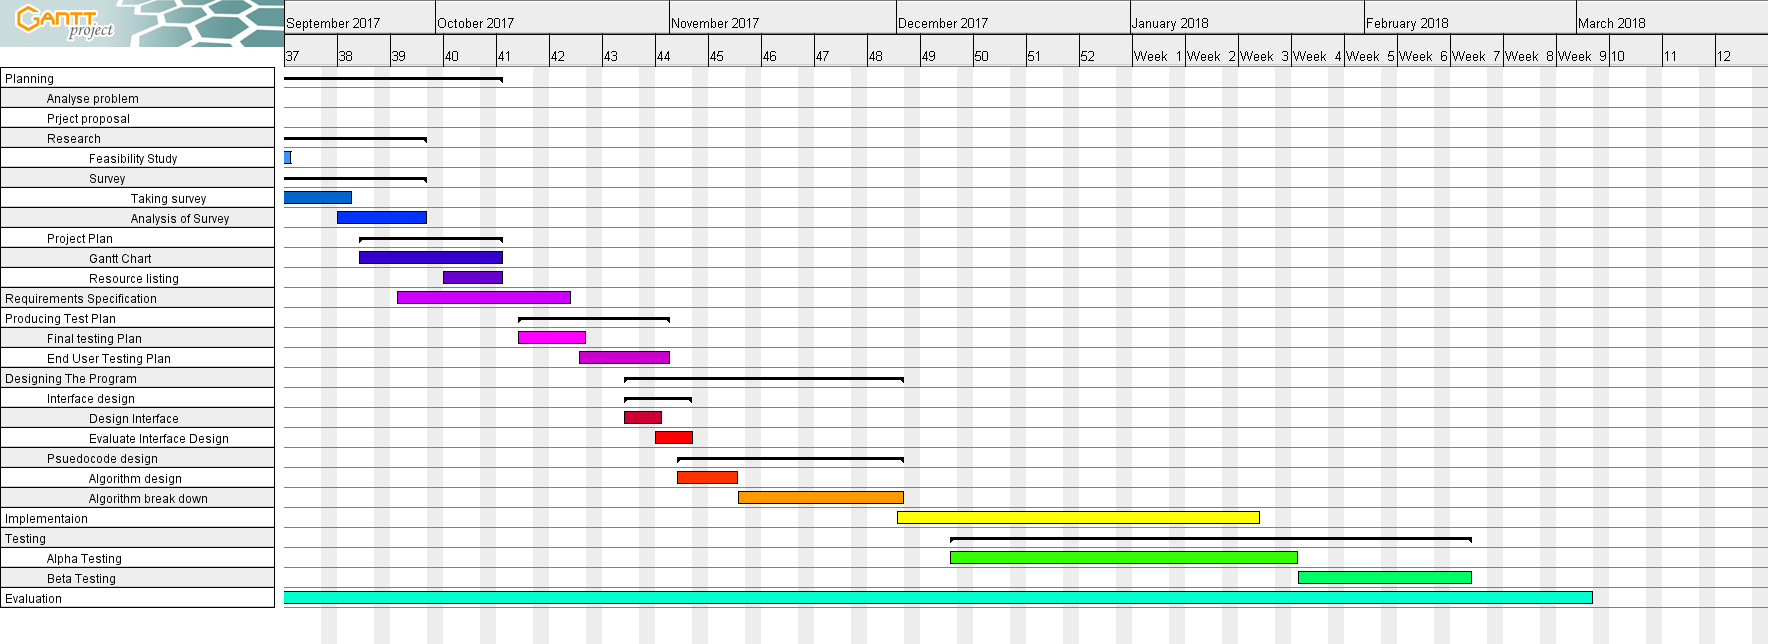 GANTT
project
September 2017 October 2017 November 2017 December 2017 January 2018 February 2018 March 2018
37 38 39 40 41 42 43 44 45 46 47 48 49 50 51 52 Week 1 Week 2 Week 3 Week 4 Week 5 Week 6 Week 7 Week 8 Week 9 10 11 12
Planning
Analyse problem
Prject proposal
Research
Feasibility Study
Survey
Taking survey
Analysis of Survey
Project Plan
Gantt Chart
Resource listing
Requirements Specification
Producing Test Plan
Final testing Plan
End User Testing Plan
Designing The Program
Interface design
Design Interface
Evaluate Interface Design
Psuedocode design
Algorithm design
Algorithm break down
Implementaion
Testing
Alpha Testing
Beta Testing
Evaluation